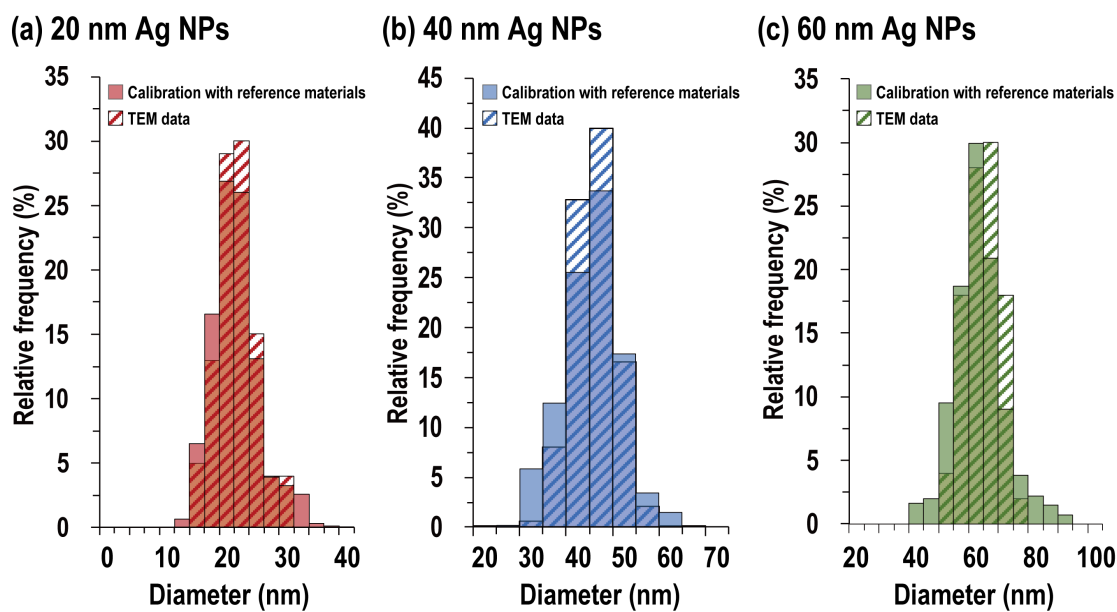 (a) 20 nm Ag NPs
35
30
25
20
15
10
5
0
Relative frequency (%)
Calibration with reference materials
TEM data
0 10 20 30 40
Diameter (nm)
(b) 40 nm Ag NPs
45
40
35
30
25
20
15
10
5
0
Relative frequency (%)
Calibration with reference materials
TEM data
20 30 40 50 60 70
Diameter (nm)
(c) 60 nm Ag NPs
35
30
25
20
15
10
5
0
Relative frequency (%)
Calibration with reference materials
TEM data
20 40 60 80 100
Diameter (nm)